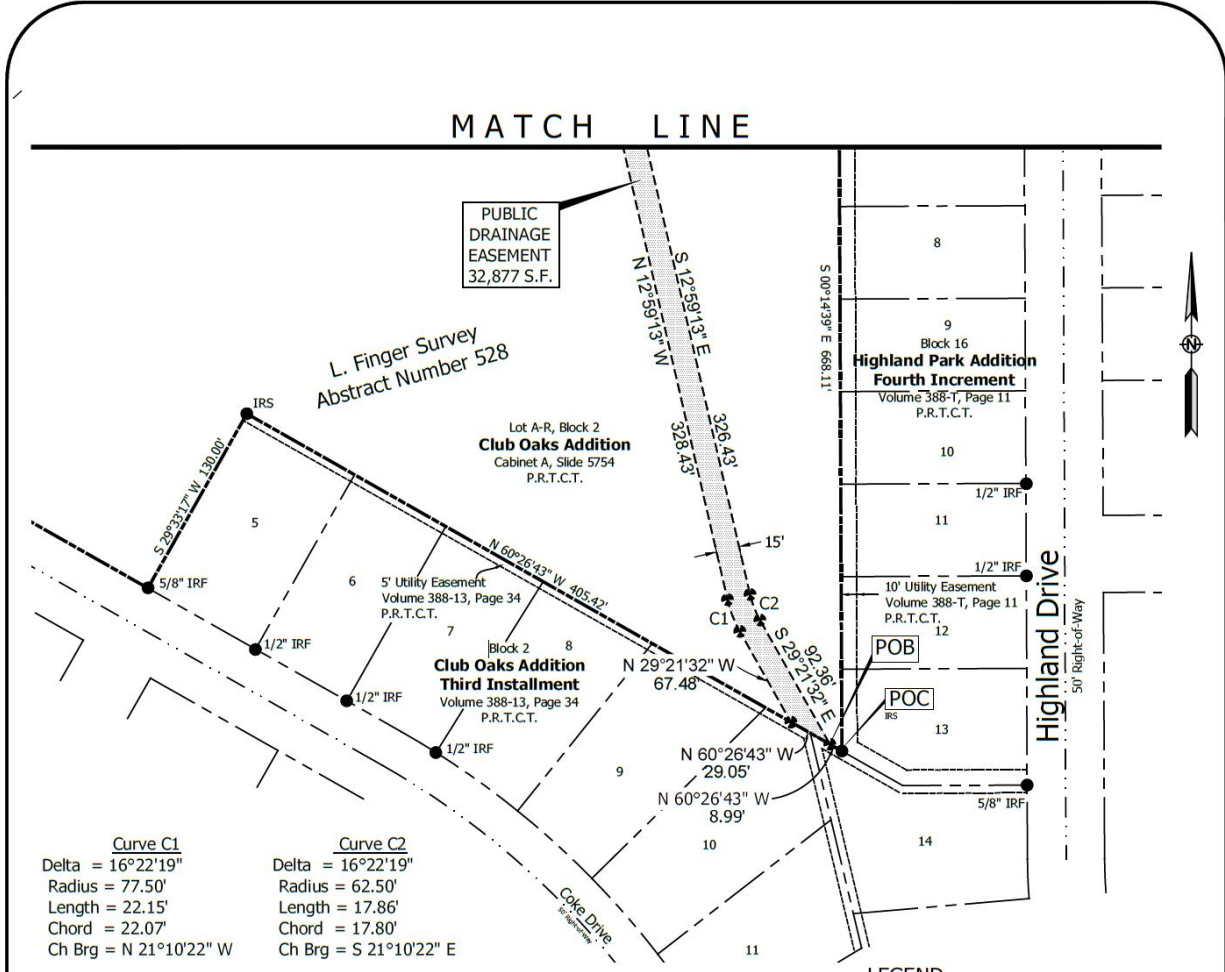 MATCH LINE
PUBLIC
DRAINAGE
EASEMENT
32,877 S.F.
N 12°59'13" W
328.43'
S 12°59'13" E
326.43'
S 00°14'39" E 668.11'
8
9
Block 16
Highland Park Addition
Fourth Increment
Volume 388-T, Page 11
P.R.T.C.T.
10
N
L. Finger Survey
Abstract Number 528
IRS
Lot A-R, Block 2
Club Oaks Addition
Cabinet A, Slide 5754
P.R.T.C.T.
S 29°33'17" W 130.00'
5
N 60°26'43" W 405.42'
1/2" IRF
11
15'
5/8" IRF
6
5' Utility Easement
Volume 388-13, Page 34
P.R.T.C.T.
7
8
C1
C2
1/2" IRF
10' Utility Easement
Volume 388-T, Page 11
P.R.T.C.T.
12
Highland Drive
50' Right-of-Way
1/2" IRF
Block 2
Club Oaks Addition
Third Installment
Volume 388-13, Page 34
P.R.T.C.T.
N 29°21'32" W
67.48'
92.36'
S 29°21'32" E
POB
POC
IRS
1/2" IRF
13
1/2" IRF
9
N 60°26'43" W
29.05'
N 60°26'43" W
8.99'
5/8" IRF
10
14
Curve C1
Delta = 16°22'19"
Radius = 77.50'
Length = 22.15'
Chord = 22.07'
Ch Brg = N 21°10'22" W
Curve C2
Delta = 16°22'19"
Radius = 62.50'
Length = 17.86'
Chord = 17.80'
Ch Brg = S 21°10'22" E
Coke Drive
50' Right-of-Way
11
LEGEND